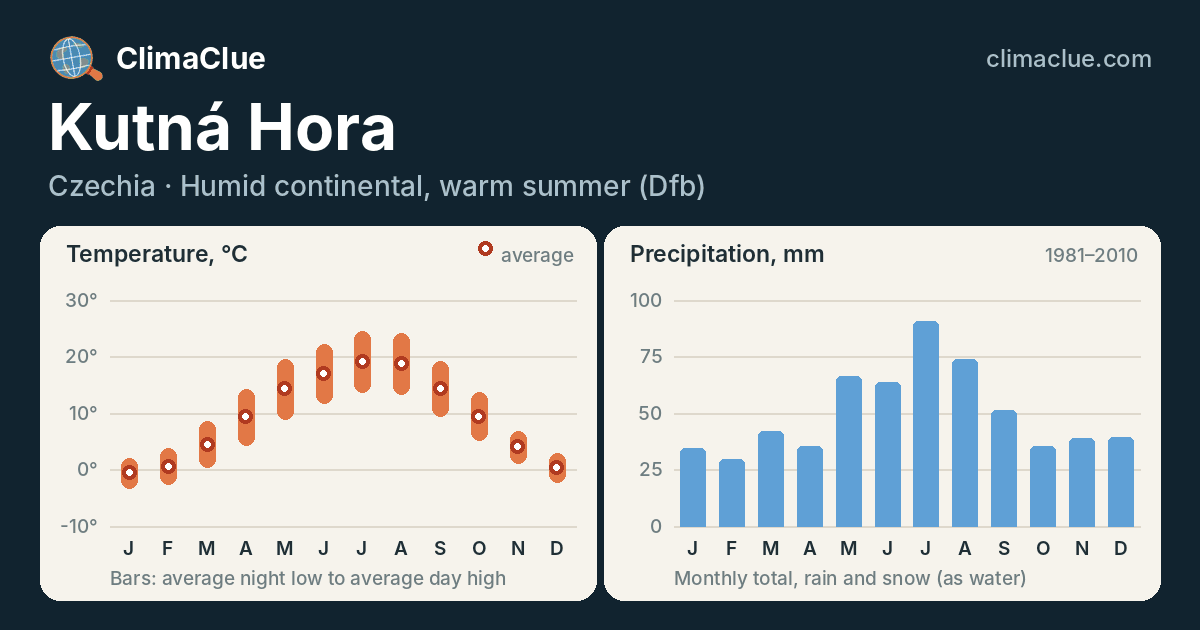 ClimaClue
climaclue.com
Kutná Hora
Czechia · Humid continental, warm summer (Dfb)
Temperature, °C
average
30°
20°
10°
0°
-10°
J F M A M J J A S O N D
Bars: average night low to average day high
Precipitation, mm
1981–2010
100
75
50
25
0
J F M A M J J A S O N D
Monthly total, rain and snow (as water)